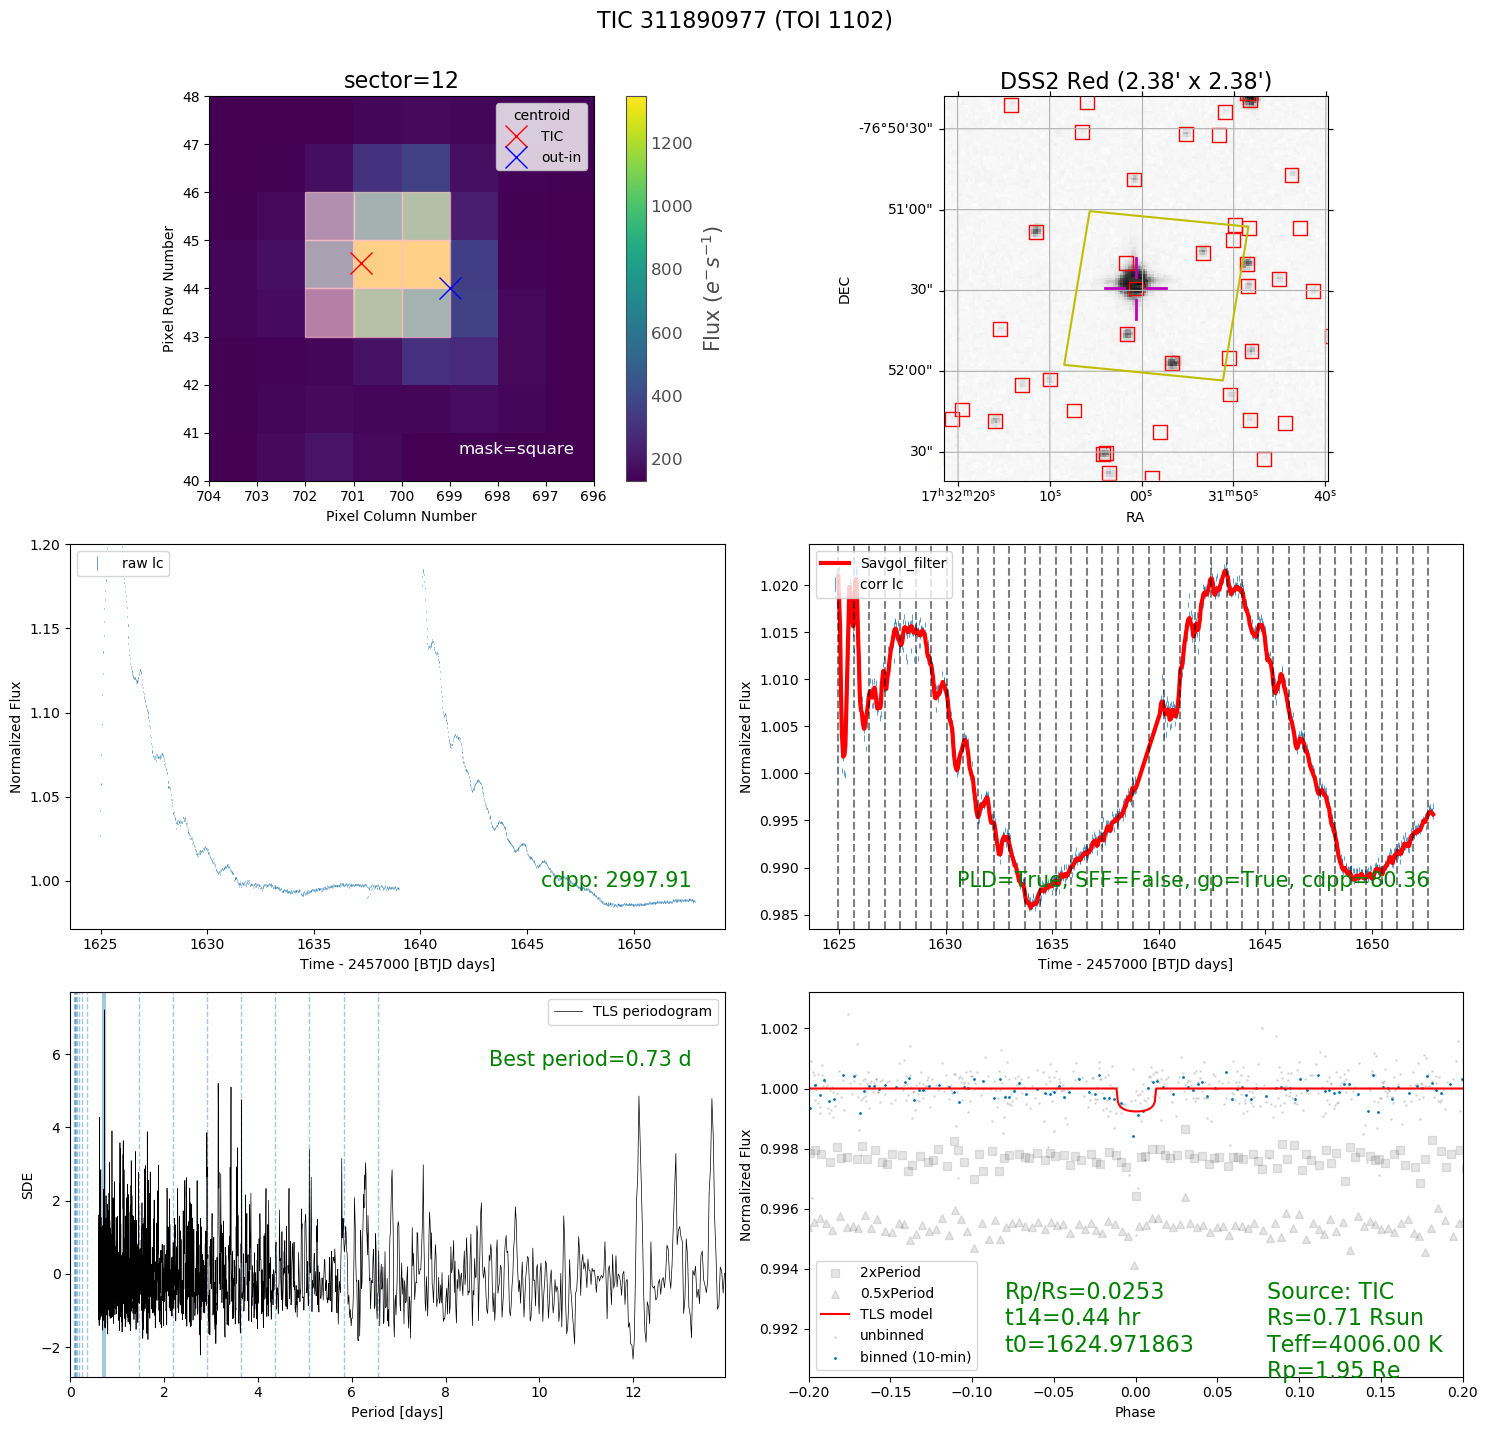 TIC 311890977 (TOI 1102)
sector=12
48
47
46
45
44
43
42
41
40
704 703 702 701 700 699 698 697 696
Pixel Row Number
Pixel Column Number
centroid
TIC
out-in
mask=square
1200
1000
800
600
400
200
Flux (e⁻ s⁻¹)
DSS2 Red (2.38' x 2.38')
-76°50'30"
51'00"
30"
52'00"
30"
DEC
17ʰ32ᵐ20ˢ 10ˢ 00ˢ 31ᵐ50ˢ 40ˢ
RA
1.20
1.15
1.10
1.05
1.00
Normalized Flux
raw lc
cdpp: 2997.91
1625 1630 1635 1640 1645 1650
Time - 2457000 [BTJD days]
1.020
1.015
1.010
1.005
1.000
0.995
0.990
0.985
Normalized Flux
Savgol_filter
corr lc
PLD=True, SFF=False, gp=True, cdpp=80.36
1625 1630 1635 1640 1645 1650
Time - 2457000 [BTJD days]
6
4
2
0
−2
SDE
TLS periodogram
Best period=0.73 d
0 2 4 6 8 10 12
Period [days]
1.002
1.000
0.998
0.996
0.994
0.992
Normalized Flux
2xPeriod
0.5xPeriod
TLS model
unbinned
binned (10-min)
Rp/Rs=0.0253
t14=0.44 hr
t0=1624.971863
Source: TIC
Rs=0.71 Rsun
Teff=4006.00 K
Rp=1.95 Re
−0.20 −0.15 −0.10 −0.05 0.00 0.05 0.10 0.15 0.20
Phase